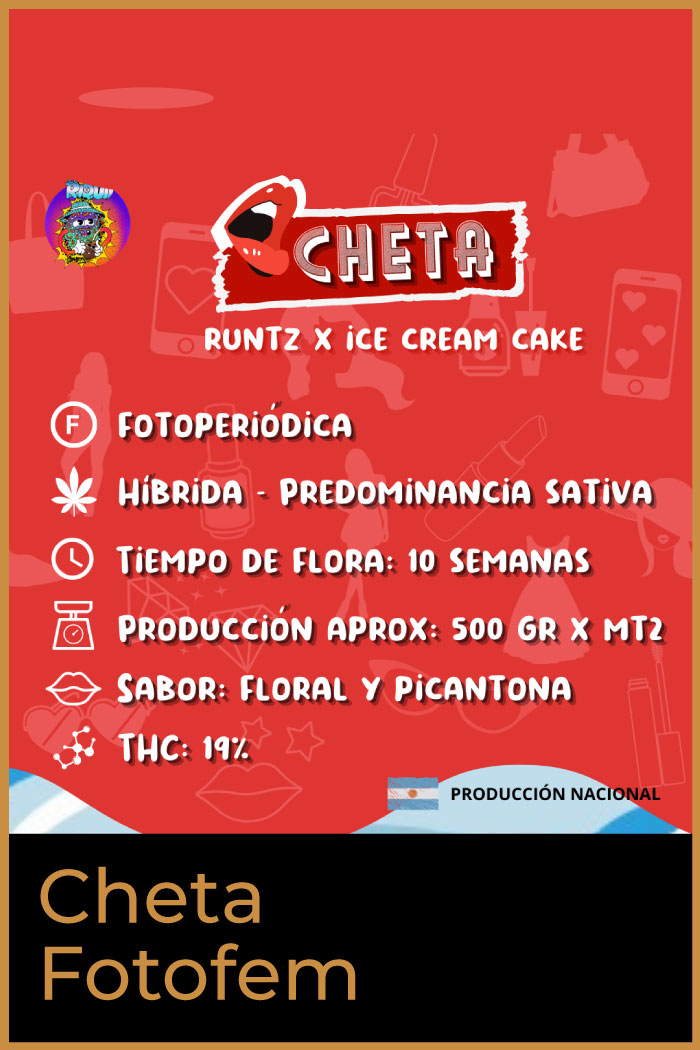 RIQUI
CHETA
RUNTZ X iCE CREAM CAKE
F
FOTOPERiÓDiCA
HÍBRiDA - PREDOMiNANCiA SATiVA
TiEMPO DE FLORA: 10 SEMANAS
PRODUCCiÓN APROX: 500 GR X MT2
SABOR: FLORAL Y PiCANTONA
THC: 19%
PRODUCCIÓN NACIONAL
Cheta
Fotofem